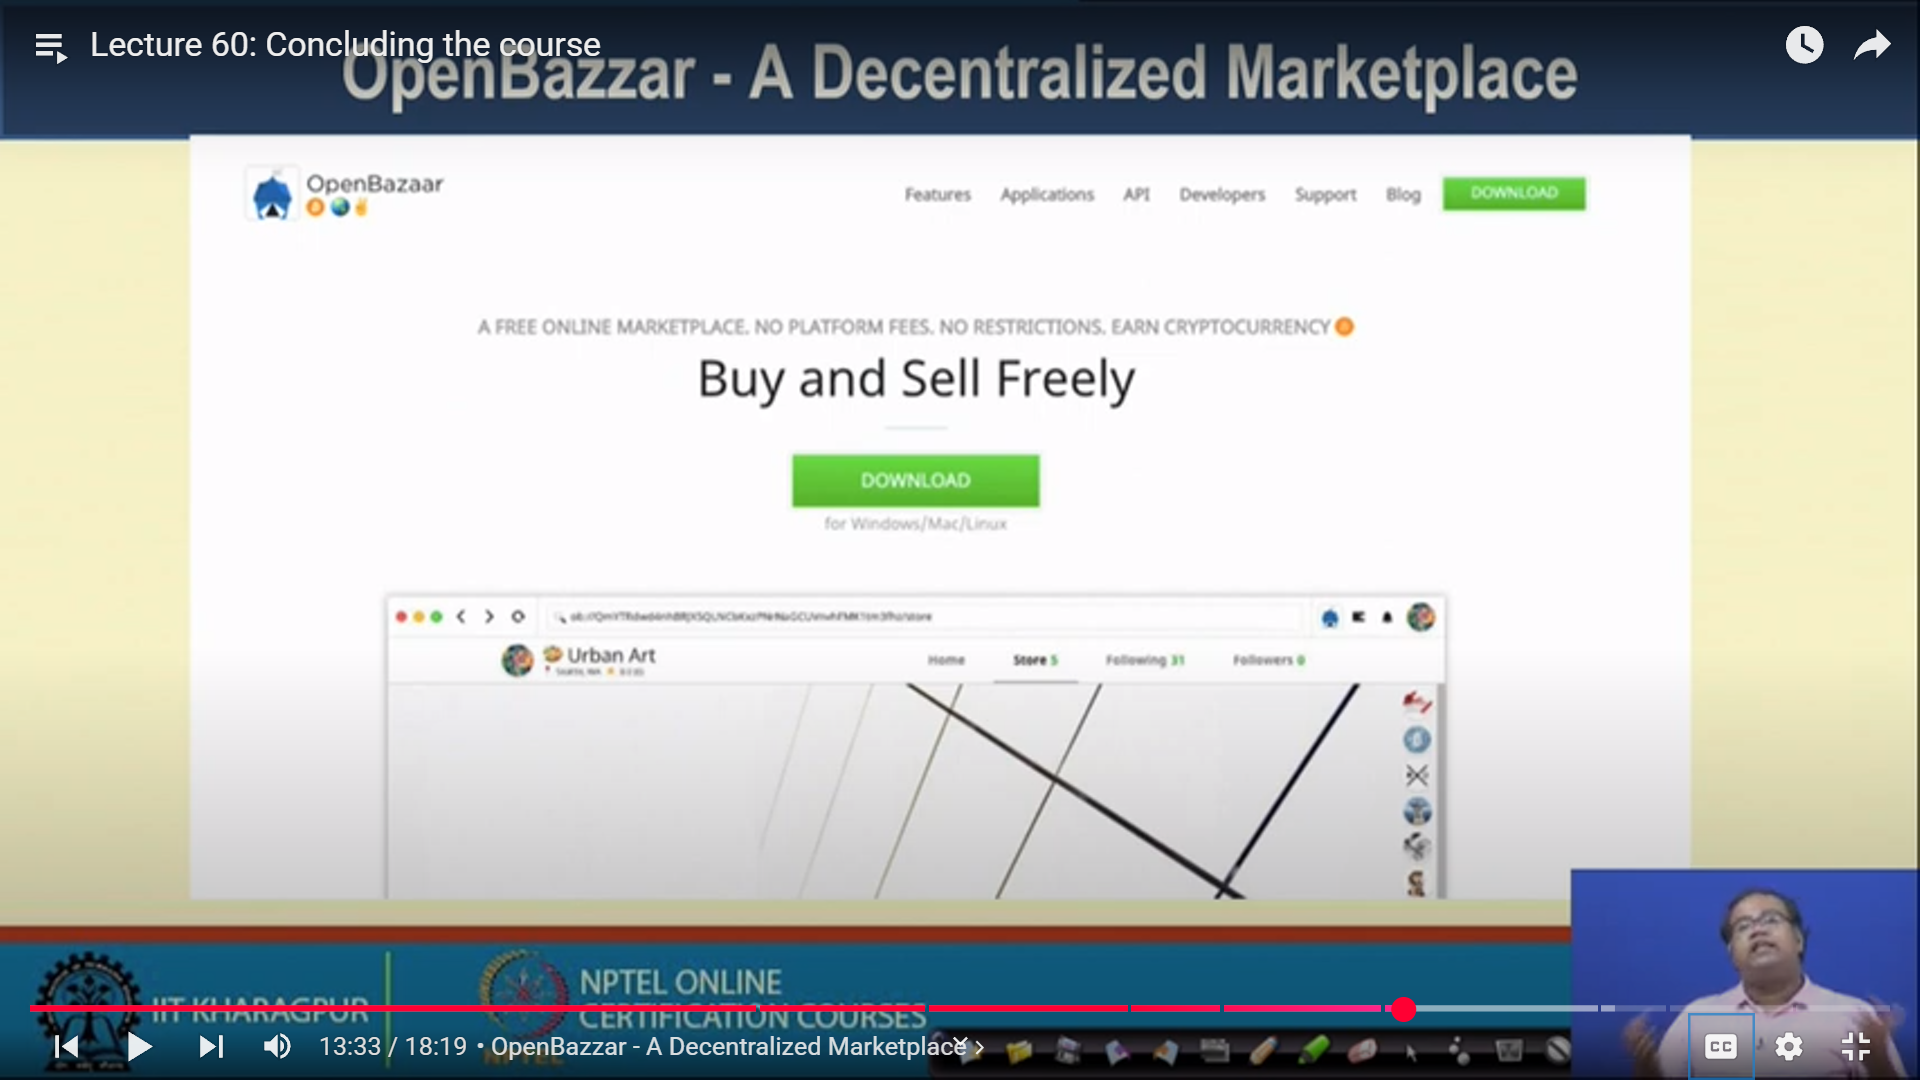 Lecture 60: Concluding the course
OpenBazzar - A Decentralized Marketplace
OpenBazaar
Features Applications API Developers Support Blog DOWNLOAD
A FREE ONLINE MARKETPLACE. NO PLATFORM FEES. NO RESTRICTIONS. EARN CRYPTOCURRENCY
Buy and Sell Freely
DOWNLOAD
for Windows/Mac/Linux
Urban Art
Home Store 5 Following 31 Followers 0
IIT KHARAGPUR
NPTEL ONLINE
CERTIFICATION COURSES
NPTEL
13:33 / 18:19 • OpenBazzar - A Decentralized Marketplace
CC